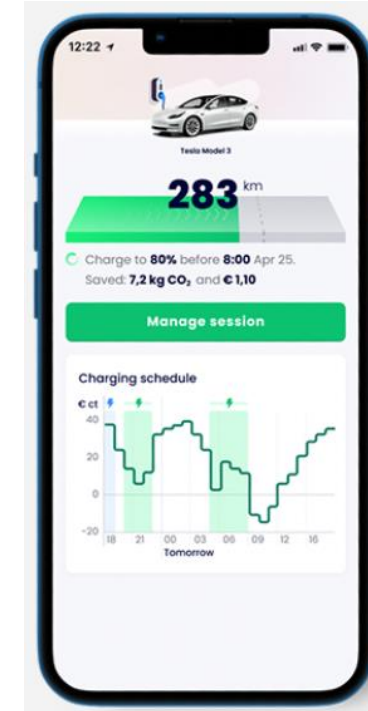 12:22
Tesla Model 3
283 km
Charge to 80% before 8:00 Apr 25.
Saved: 7,2 kg CO₂ and € 1,10
Manage session
Charging schedule
€ ct
40
20
0
-20
18 21 00 03 06 09 12 16
Tomorrow